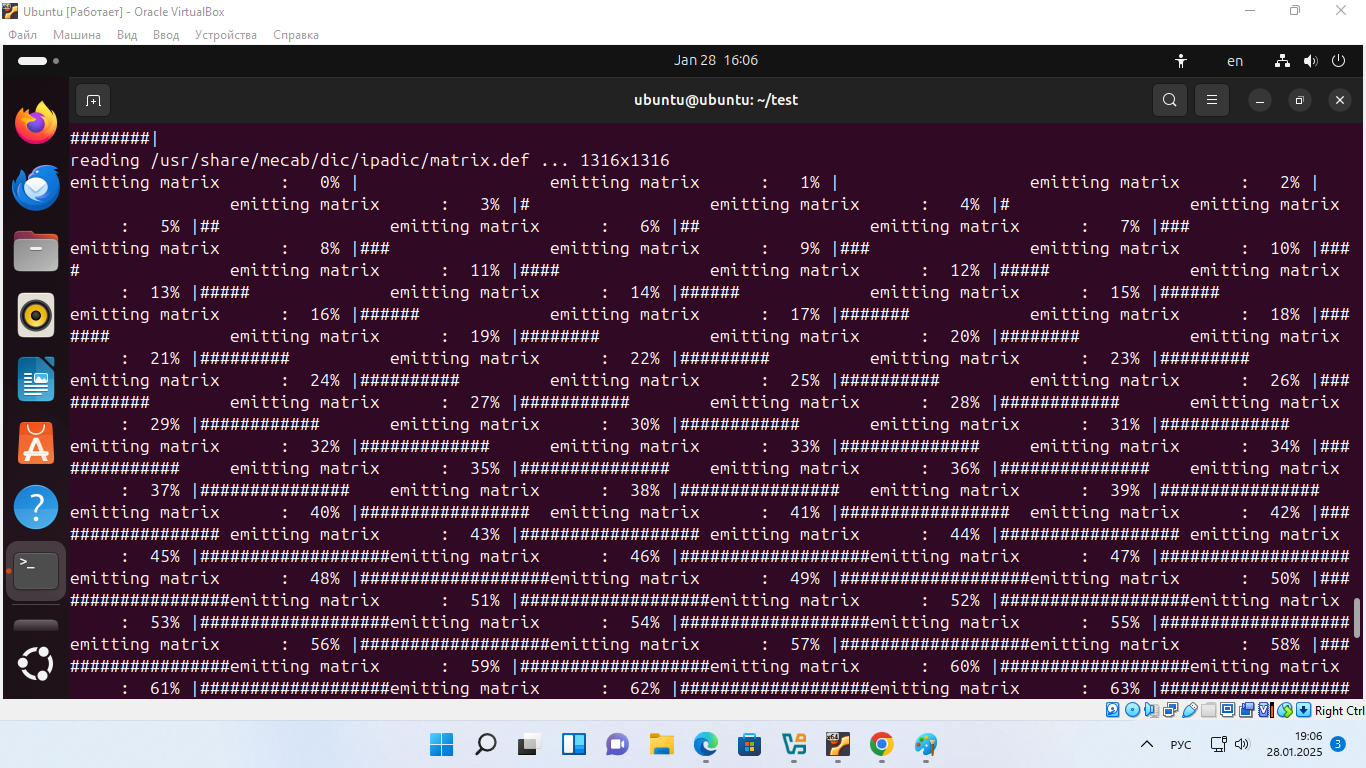 Ubuntu [Работает] - Oracle VirtualBox
Файл Машина Вид Ввод Устройства Справка
Jan 28 16:06
en
ubuntu@ubuntu: ~/test
########|
reading /usr/share/mecab/dic/ipadic/matrix.def ... 1316x1316
emitting matrix      :   0% |                   emitting matrix      :   1% |                   emitting matrix      :   2% |
                emitting matrix      :   3% |#                  emitting matrix      :   4% |#                  emitting matrix
     :   5% |##                 emitting matrix      :   6% |##                 emitting matrix      :   7% |###
emitting matrix      :   8% |###                emitting matrix      :   9% |###                emitting matrix      :  10% |###
#               emitting matrix      :  11% |####               emitting matrix      :  12% |#####              emitting matrix
     :  13% |#####              emitting matrix      :  14% |######             emitting matrix      :  15% |######
emitting matrix      :  16% |######             emitting matrix      :  17% |#######            emitting matrix      :  18% |###
####            emitting matrix      :  19% |########           emitting matrix      :  20% |########           emitting matrix
     :  21% |#########          emitting matrix      :  22% |#########          emitting matrix      :  23% |#########
emitting matrix      :  24% |##########         emitting matrix      :  25% |##########         emitting matrix      :  26% |###
########        emitting matrix      :  27% |###########        emitting matrix      :  28% |############       emitting matrix
     :  29% |############       emitting matrix      :  30% |############       emitting matrix      :  31% |#############
emitting matrix      :  32% |#############      emitting matrix      :  33% |##############     emitting matrix      :  34% |###
###########     emitting matrix      :  35% |###############    emitting matrix      :  36% |###############    emitting matrix
     :  37% |###############    emitting matrix      :  38% |################   emitting matrix      :  39% |################
emitting matrix      :  40% |#################  emitting matrix      :  41% |#################  emitting matrix      :  42% |###
############### emitting matrix      :  43% |################## emitting matrix      :  44% |################## emitting matrix
     :  45% |###################emitting matrix      :  46% |###################emitting matrix      :  47% |###################
emitting matrix      :  48% |###################emitting matrix      :  49% |###################emitting matrix      :  50% |###
################emitting matrix      :  51% |###################emitting matrix      :  52% |###################emitting matrix
     :  53% |###################emitting matrix      :  54% |###################emitting matrix      :  55% |###################
emitting matrix      :  56% |###################emitting matrix      :  57% |###################emitting matrix      :  58% |###
################emitting matrix      :  59% |###################emitting matrix      :  60% |###################emitting matrix
     :  61% |###################emitting matrix      :  62% |###################emitting matrix      :  63% |###################
Right Ctrl
x64
РУС
19:06
28.01.2025
3